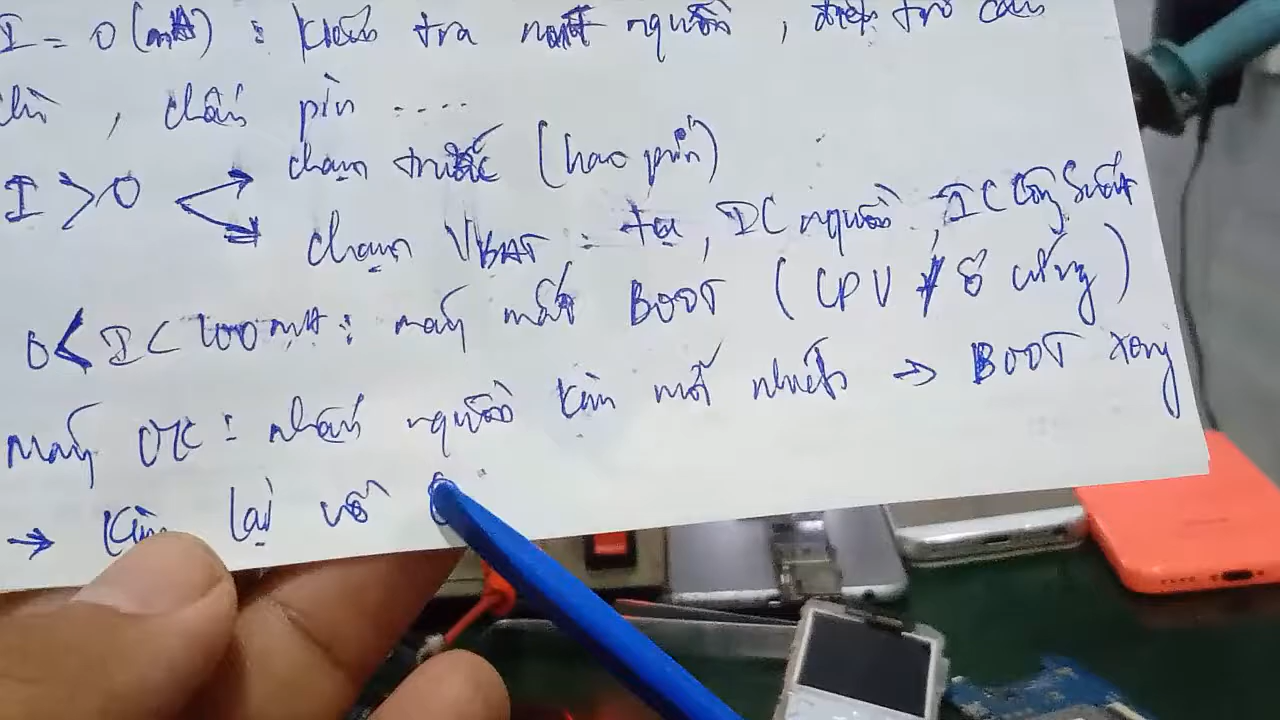 I = 0 (mA) : kiểm tra nút nguồn, điện trở cầu
chì, chân pin ....
I > 0
chạm trước (hao pin)
chạm VBAT : tụ, IC nguồn, IC Công Suất
0 < I < 100mA : máy mất BOOT (CPU / ổ cứng)
Máy OK : nhấn nguồn kim nhiều → BOOT xong
→ kim lại về 0